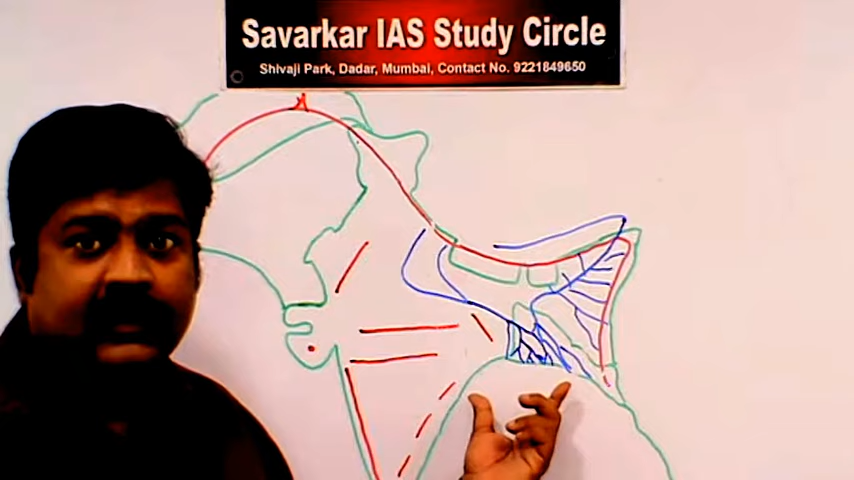 Savarkar IAS Study Circle
Shivaji Park, Dadar, Mumbai, Contact No. 9221849650